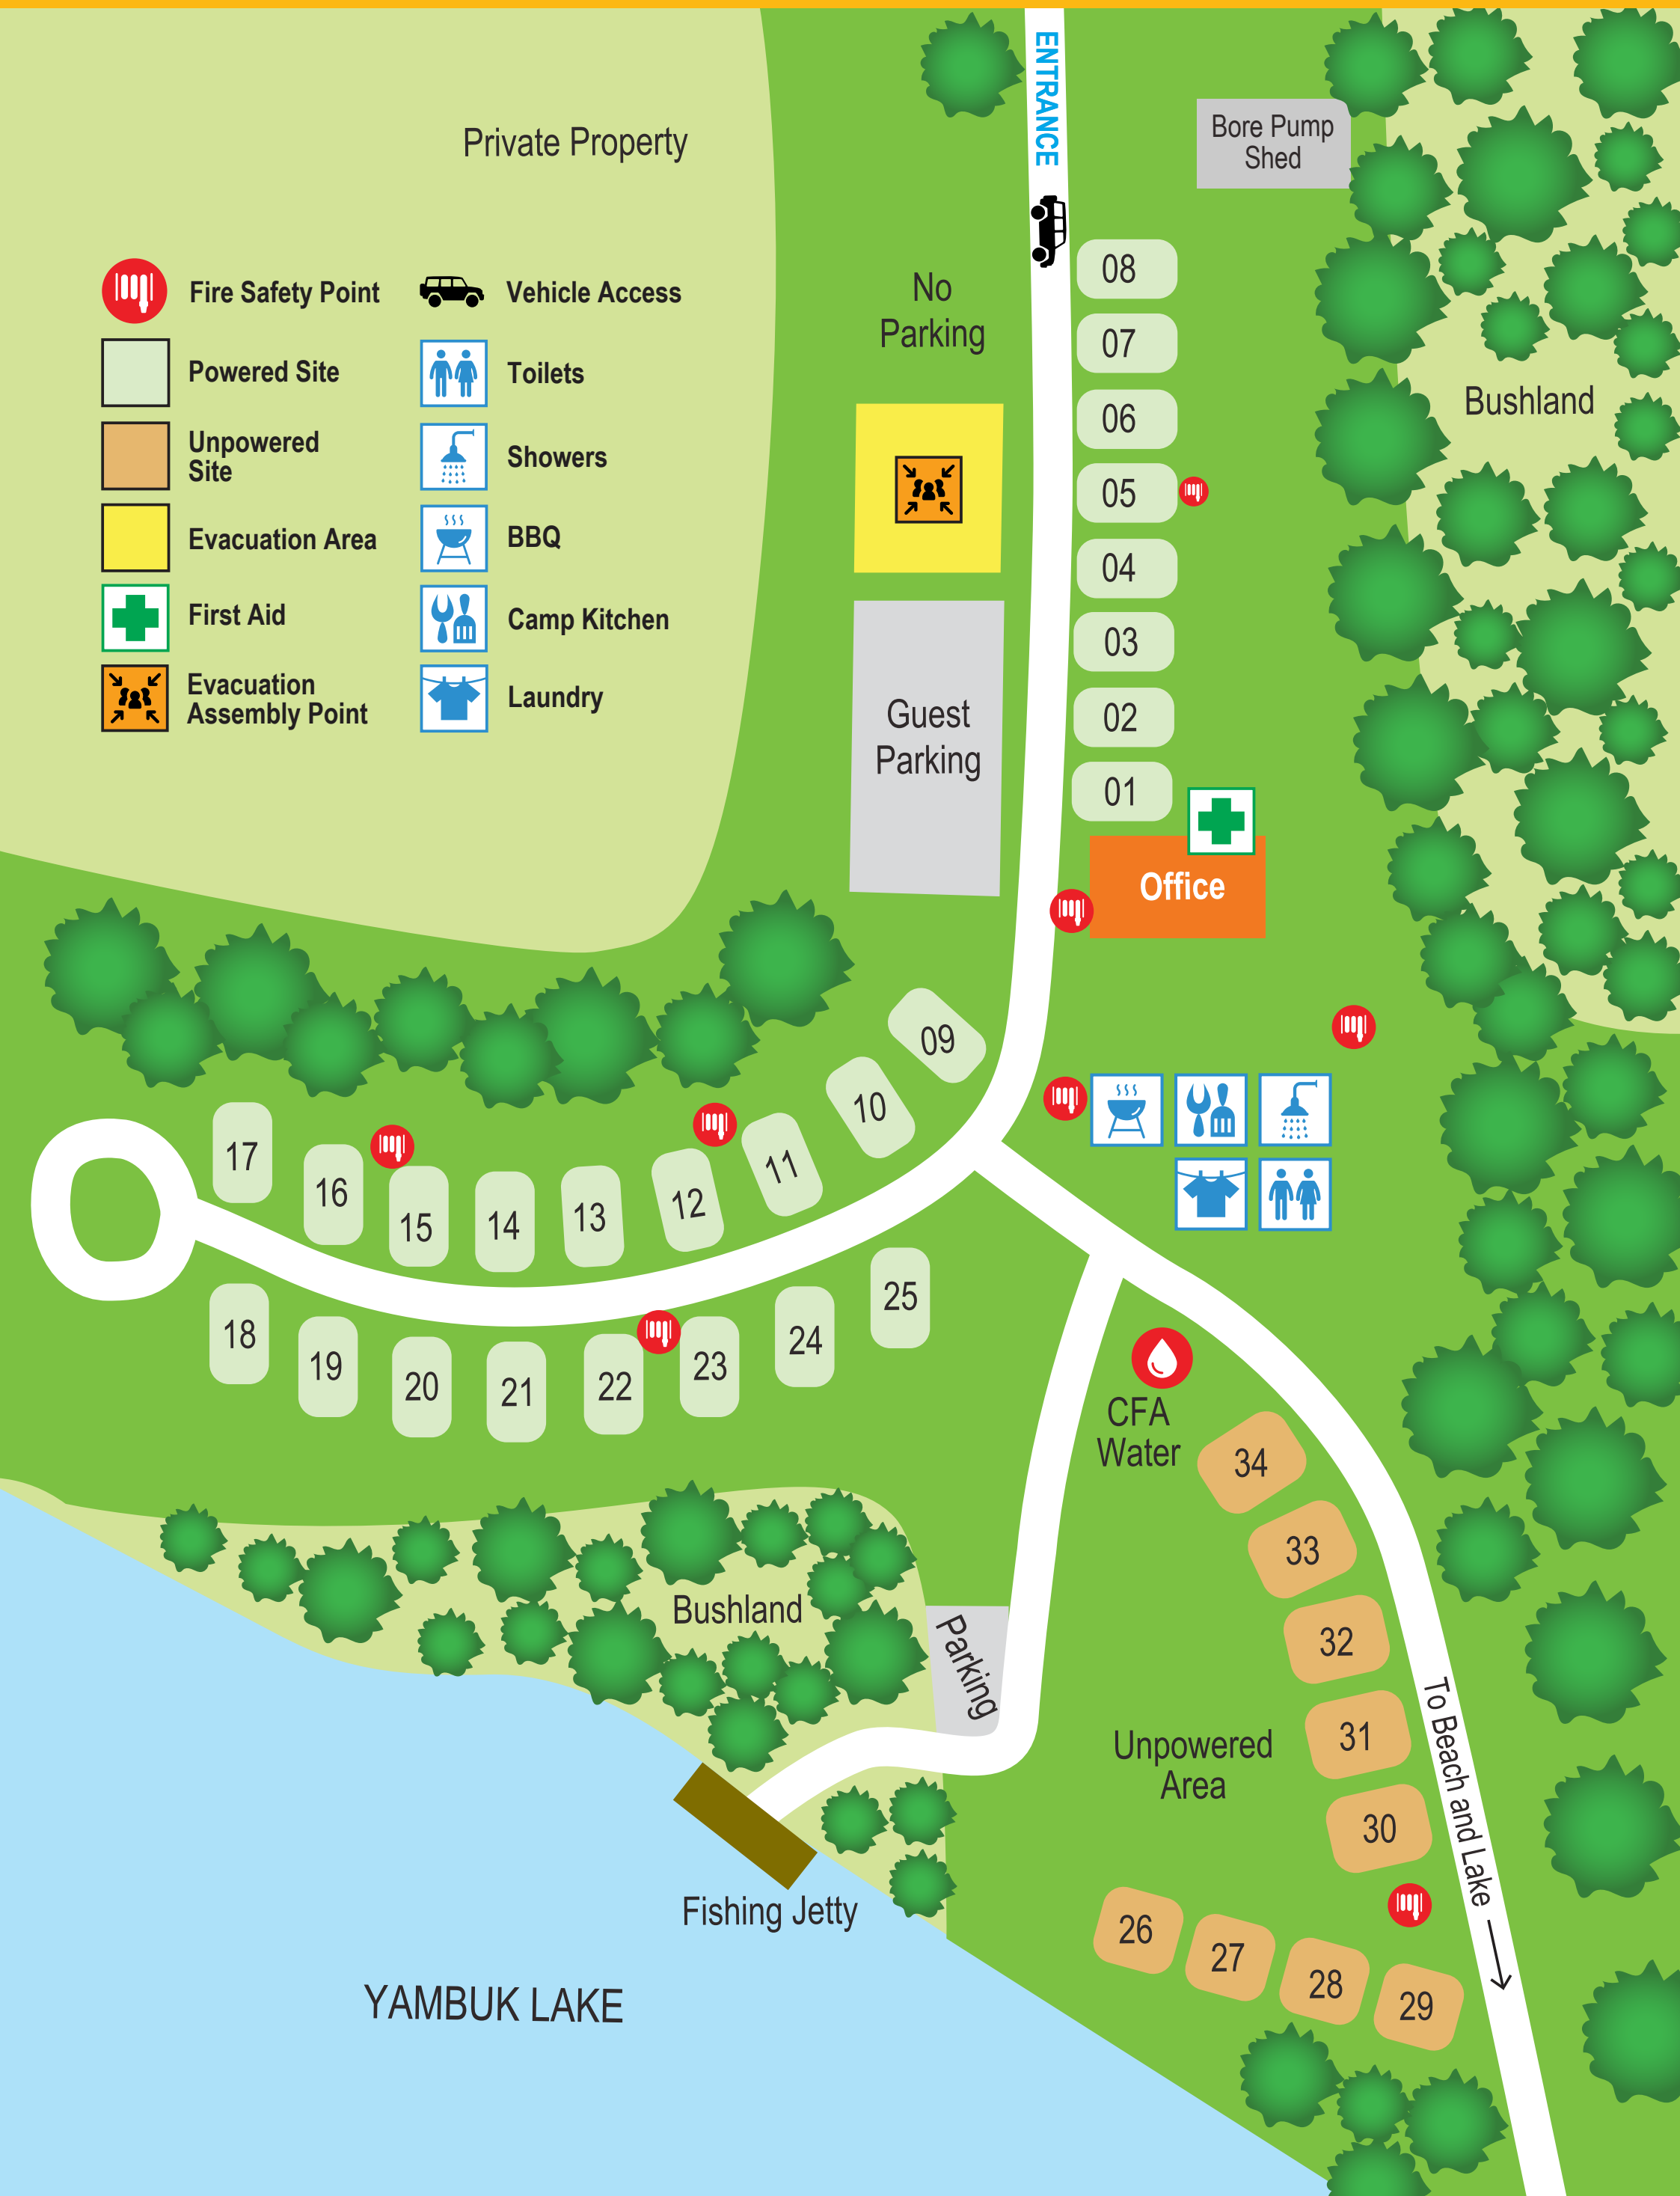 ENTRANCE
Bore Pump
Shed
Private Property
Fire Safety Point
Vehicle Access
Powered Site
Toilets
Unpowered
Site
Showers
Evacuation Area
BBQ
First Aid
Camp Kitchen
Evacuation
Assembly Point
Laundry
No
Parking
08
07
06
05
04
03
02
01
Bushland
Guest
Parking
Office
09
10
11
12
13
14
15
16
17
18
19
20
21
22
23
24
25
CFA
Water
34
33
32
31
30
Bushland
Parking
Unpowered
Area
To Beach and Lake
26
27
28
29
Fishing Jetty
YAMBUK LAKE